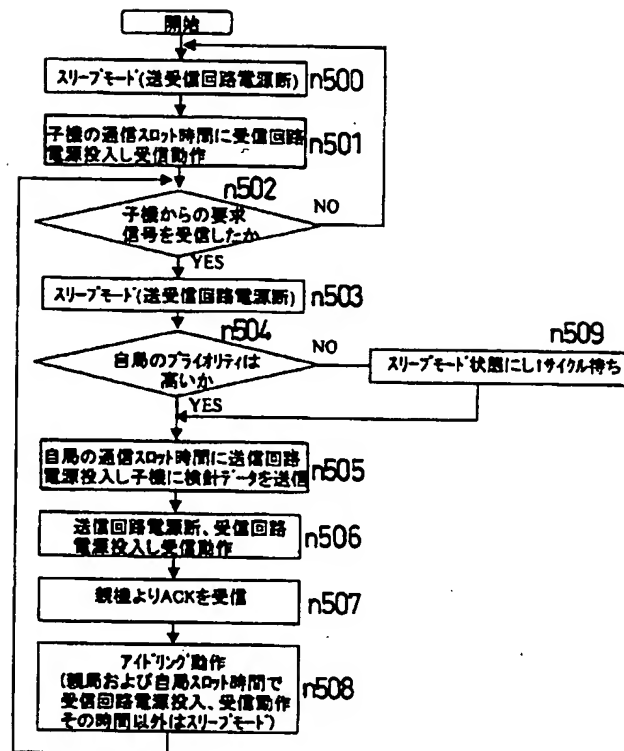 開始
スリープモード(送受信回路電源断)
n500
子機の通信スロット時間に受信回路
電源投入し受信動作
n501
n502
子機からの要求
信号を受信したか
NO
YES
スリープモード(送受信回路電源断)
n503
n504
自局のプライオリティは
高いか
NO
YES
n509
スリープモード状態にし1サイクル待ち
自局の通信スロット時間に送信回路
電源投入し子機に検針データを送信
n505
送信回路電源断、受信回路
電源投入し受信動作
n506
親機よりACKを受信
n507
アイドリング動作
(親局および自局スロット時間で
受信回路電源投入、受信動作
その時間以外はスリープモード)
n508